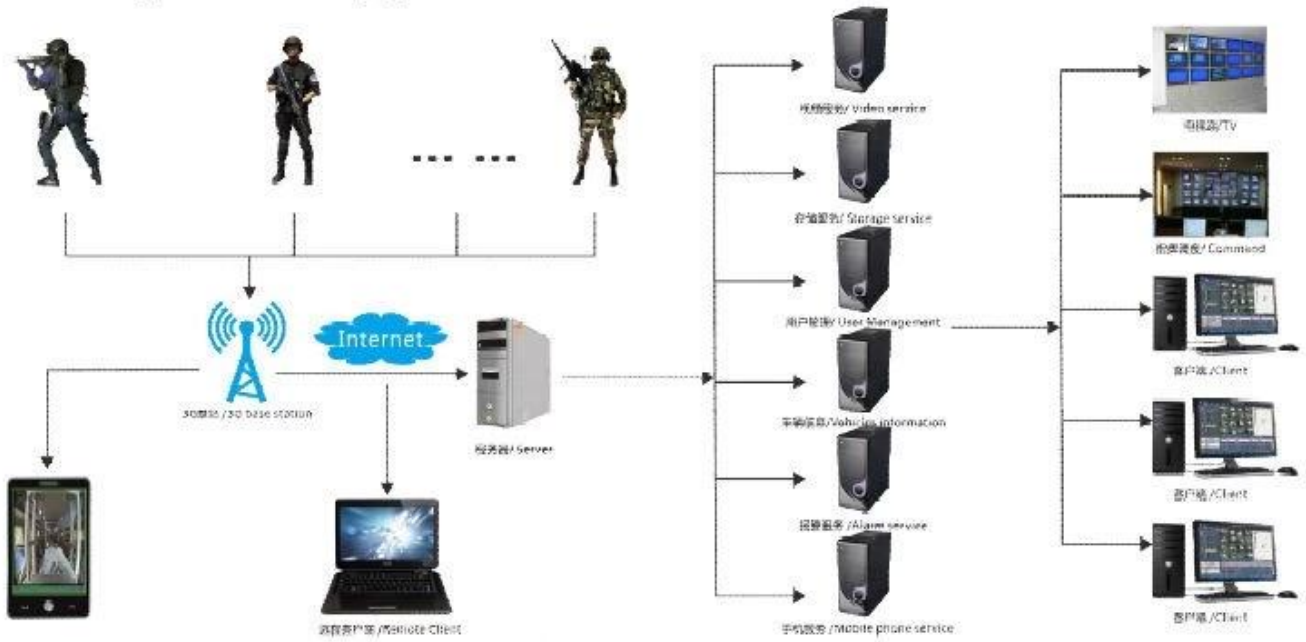 视频服务/ Video service
电视墙/TV
存储服务/ Storage service
指挥调度/ Command
用户管理/ User Management
Internet
客户端 /Client
3G基站 /3G base station
车辆信息/Vehicles information
服务器/ Server
客户端 /Client
报警服务 /Alarm service
远程客户端 /Remote Client
手机服务 /Mobile phone service
客户端 /Client